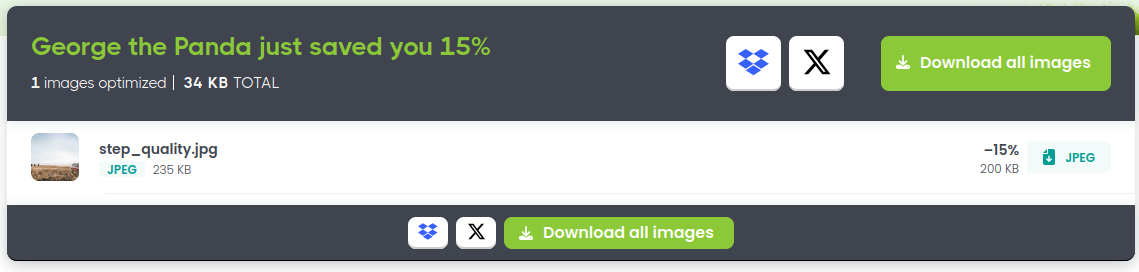 George the Panda just saved you 15%
1 images optimized | 34 KB TOTAL
Download all images
step_quality.jpg
JPEG 235 KB
−15%
200 KB
JPEG
Download all images